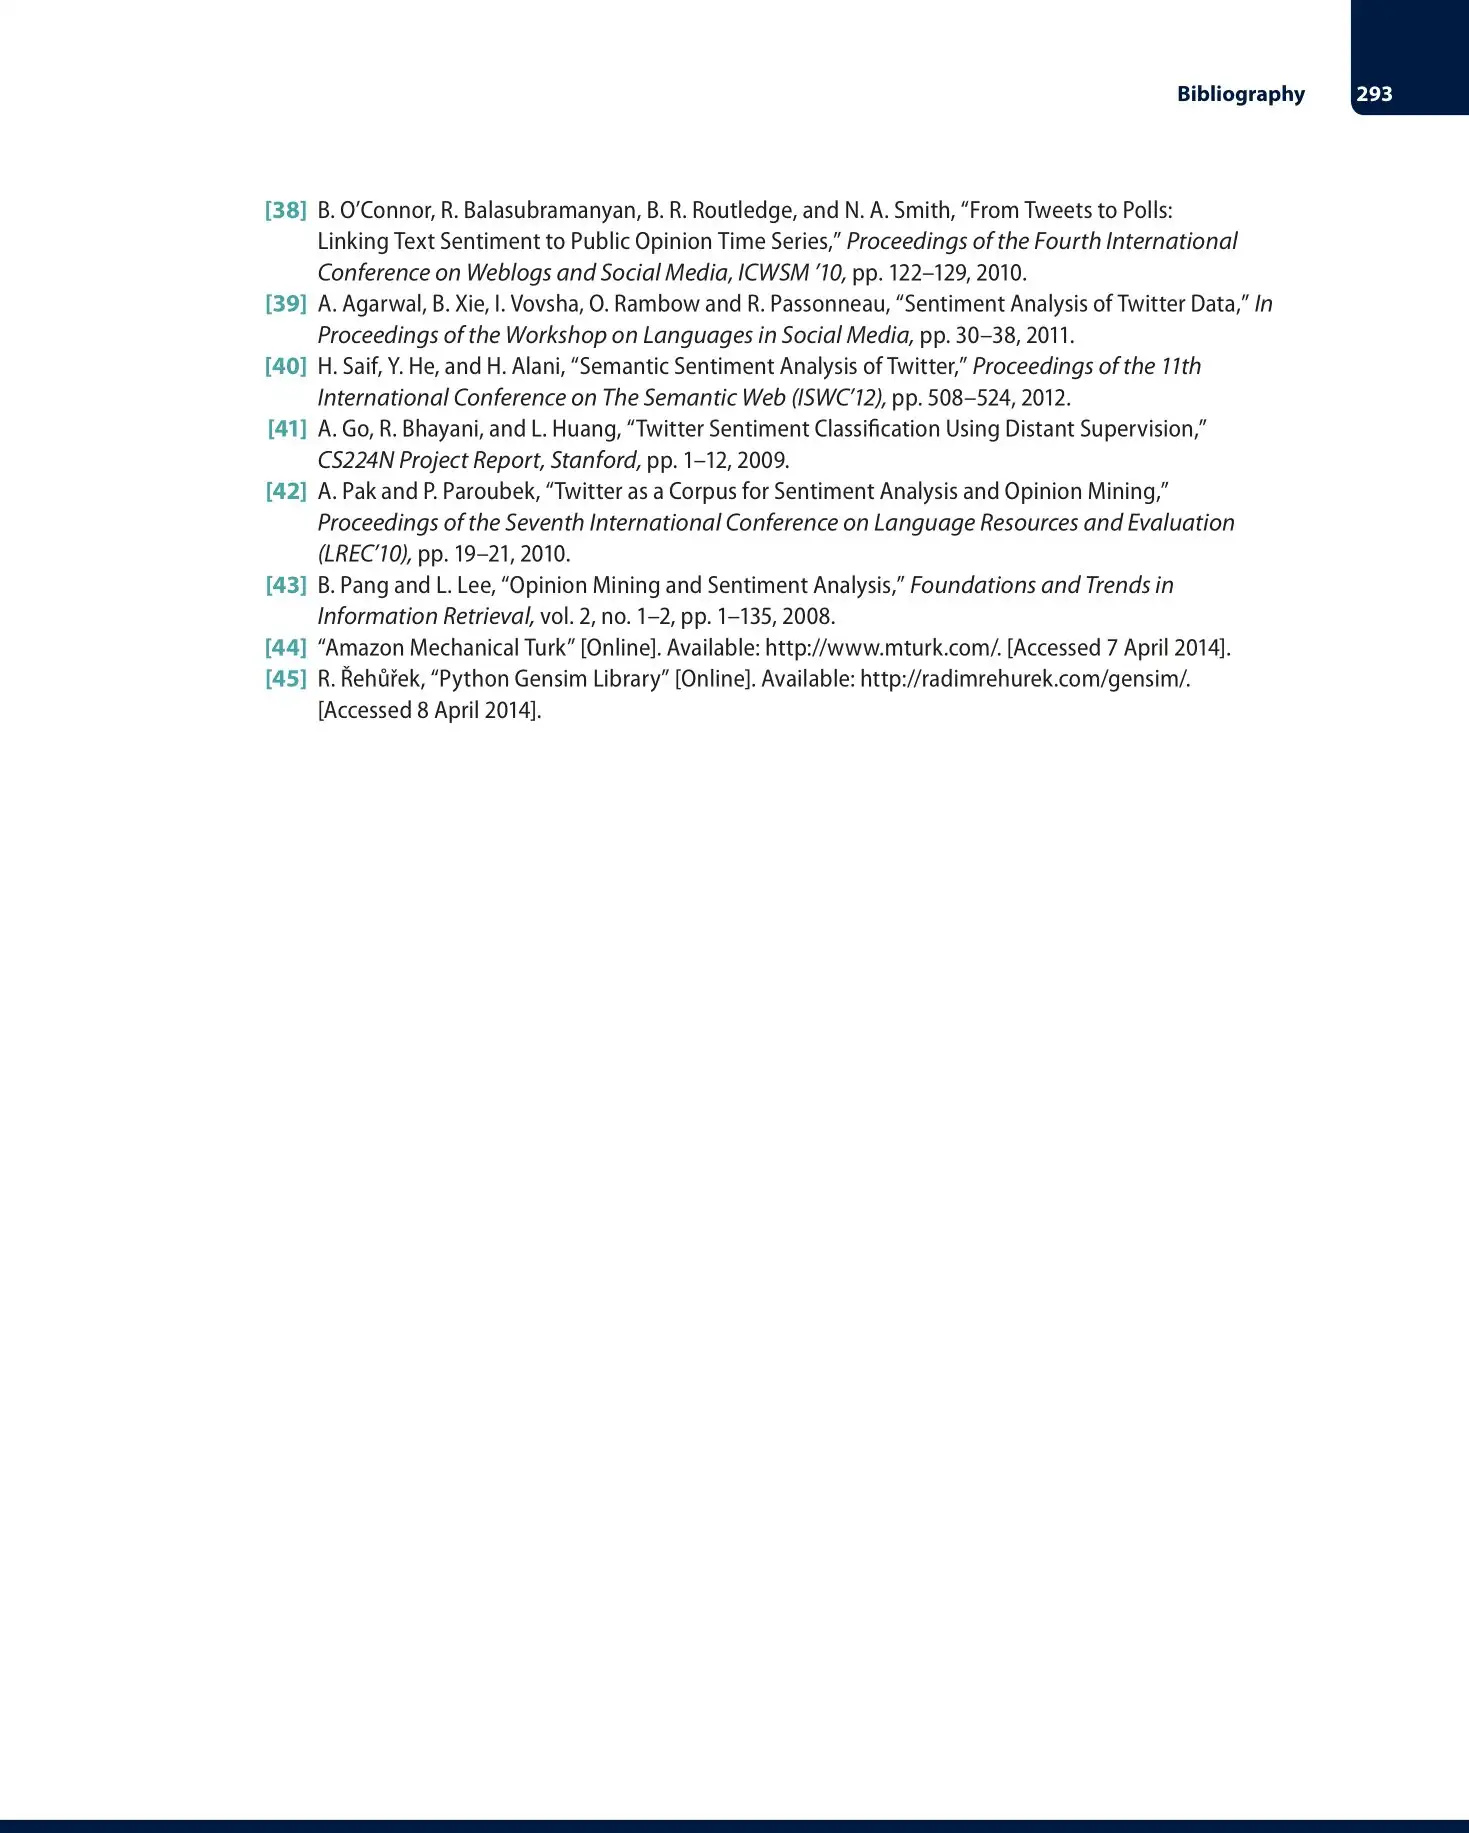 Bibliography 293
[38] B. O’Connor, R. Balasubramanyan, B. R. Routledge, and N. A. Smith, “From Tweets to Polls:
Linking Text Sentiment to Public Opinion Time Series,” Proceedings of the Fourth International
Conference on Weblogs and Social Media, ICWSM ’10, pp. 122–129, 2010.
[39] A. Agarwal, B. Xie, I. Vovsha, O. Rambow and R. Passonneau, “Sentiment Analysis of Twitter Data,” In
Proceedings of the Workshop on Languages in Social Media, pp. 30–38, 2011.
[40] H. Saif, Y. He, and H. Alani, “Semantic Sentiment Analysis of Twitter,” Proceedings of the 11th
International Conference on The Semantic Web (ISWC’12), pp. 508–524, 2012.
[41] A. Go, R. Bhayani, and L. Huang, “Twitter Sentiment Classification Using Distant Supervision,”
CS224N Project Report, Stanford, pp. 1–12, 2009.
[42] A. Pak and P. Paroubek, “Twitter as a Corpus for Sentiment Analysis and Opinion Mining,”
Proceedings of the Seventh International Conference on Language Resources and Evaluation
(LREC’10), pp. 19–21, 2010.
[43] B. Pang and L. Lee, “Opinion Mining and Sentiment Analysis,” Foundations and Trends in
Information Retrieval, vol. 2, no. 1–2, pp. 1–135, 2008.
[44] “Amazon Mechanical Turk” [Online]. Available: http://www.mturk.com/. [Accessed 7 April 2014].
[45] R. Řehůřek, “Python Gensim Library” [Online]. Available: http://radimrehurek.com/gensim/.
[Accessed 8 April 2014].